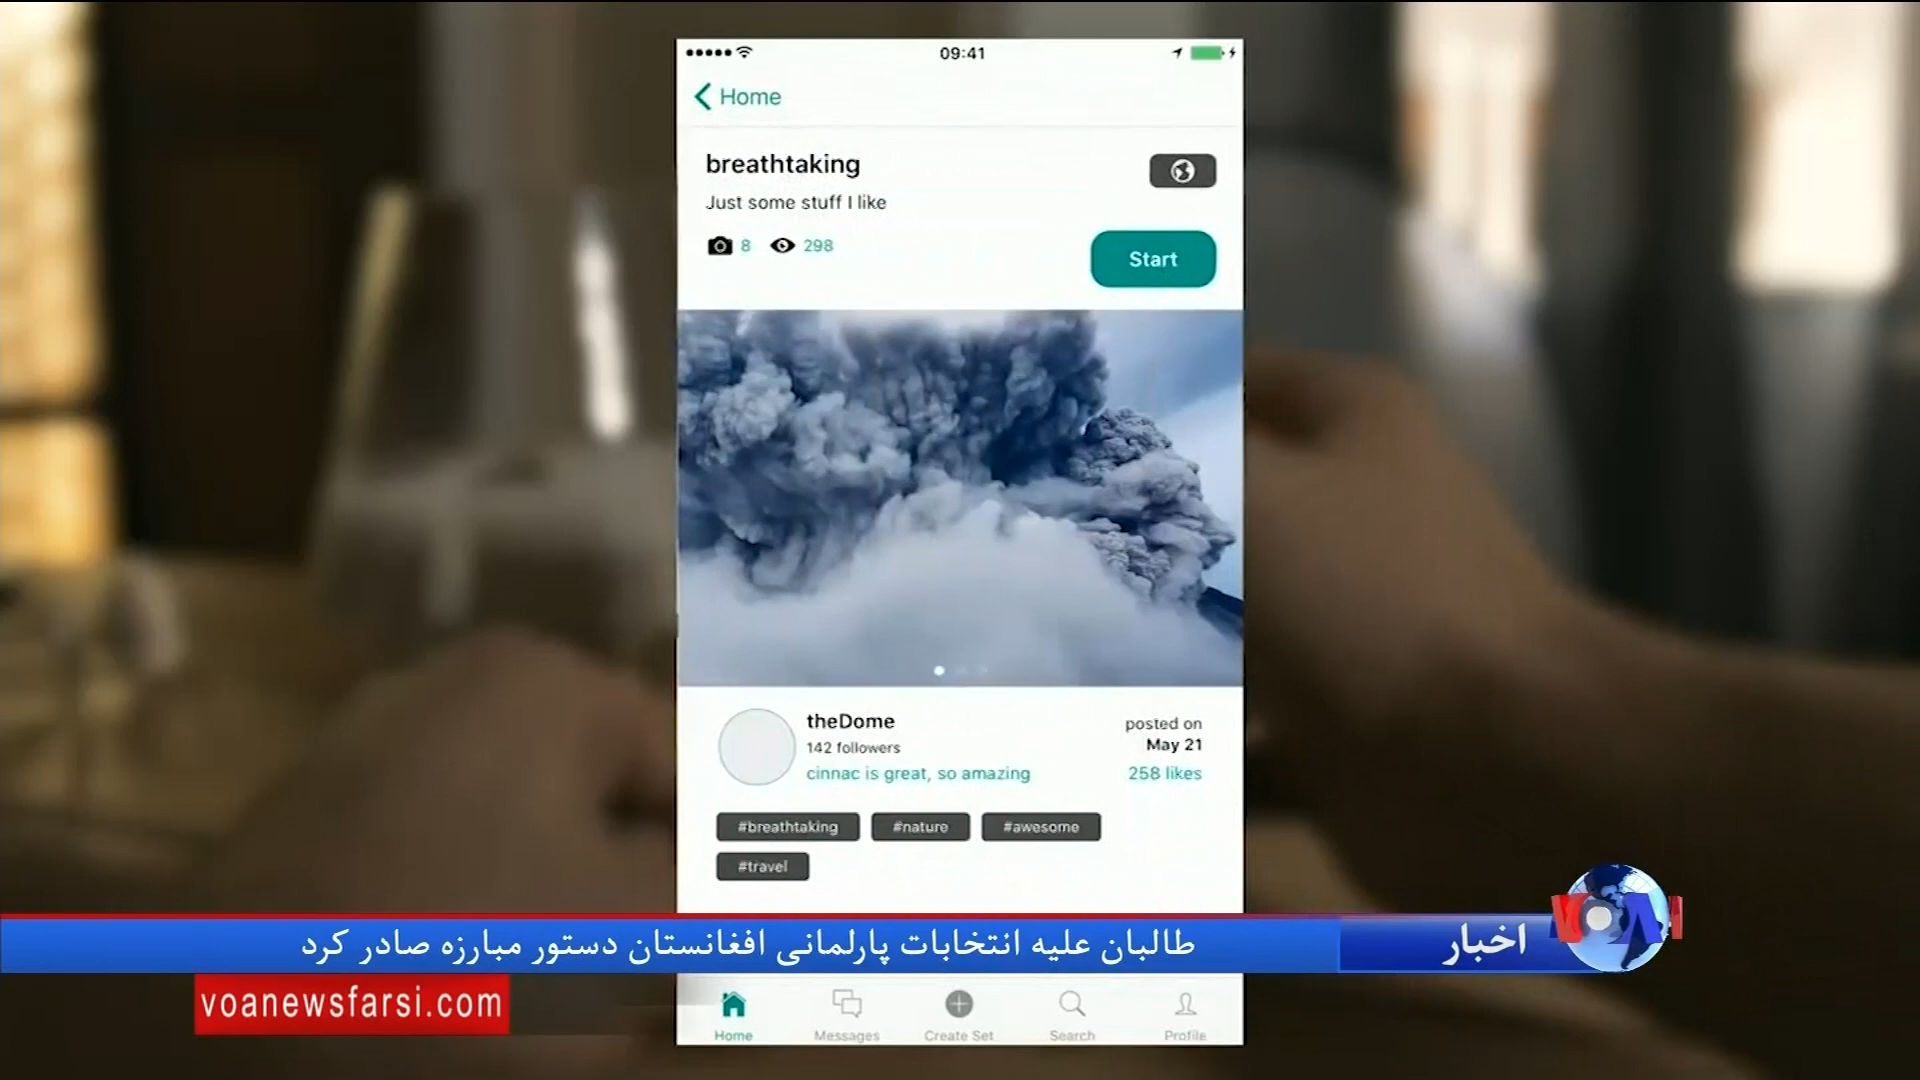 09:41
Home
breathtaking
Just some stuff I like
8 298
Start
theDome
142 followers
cinnac is great, so amazing
posted on
May 21
258 likes
#breathtaking #nature #awesome
#travel
اخبار
VOA
طالبان علیه انتخابات پارلمانی افغانستان دستور مبارزه صادر کرد
voanewsfarsi.com
Home Messages Create Set Search Profile